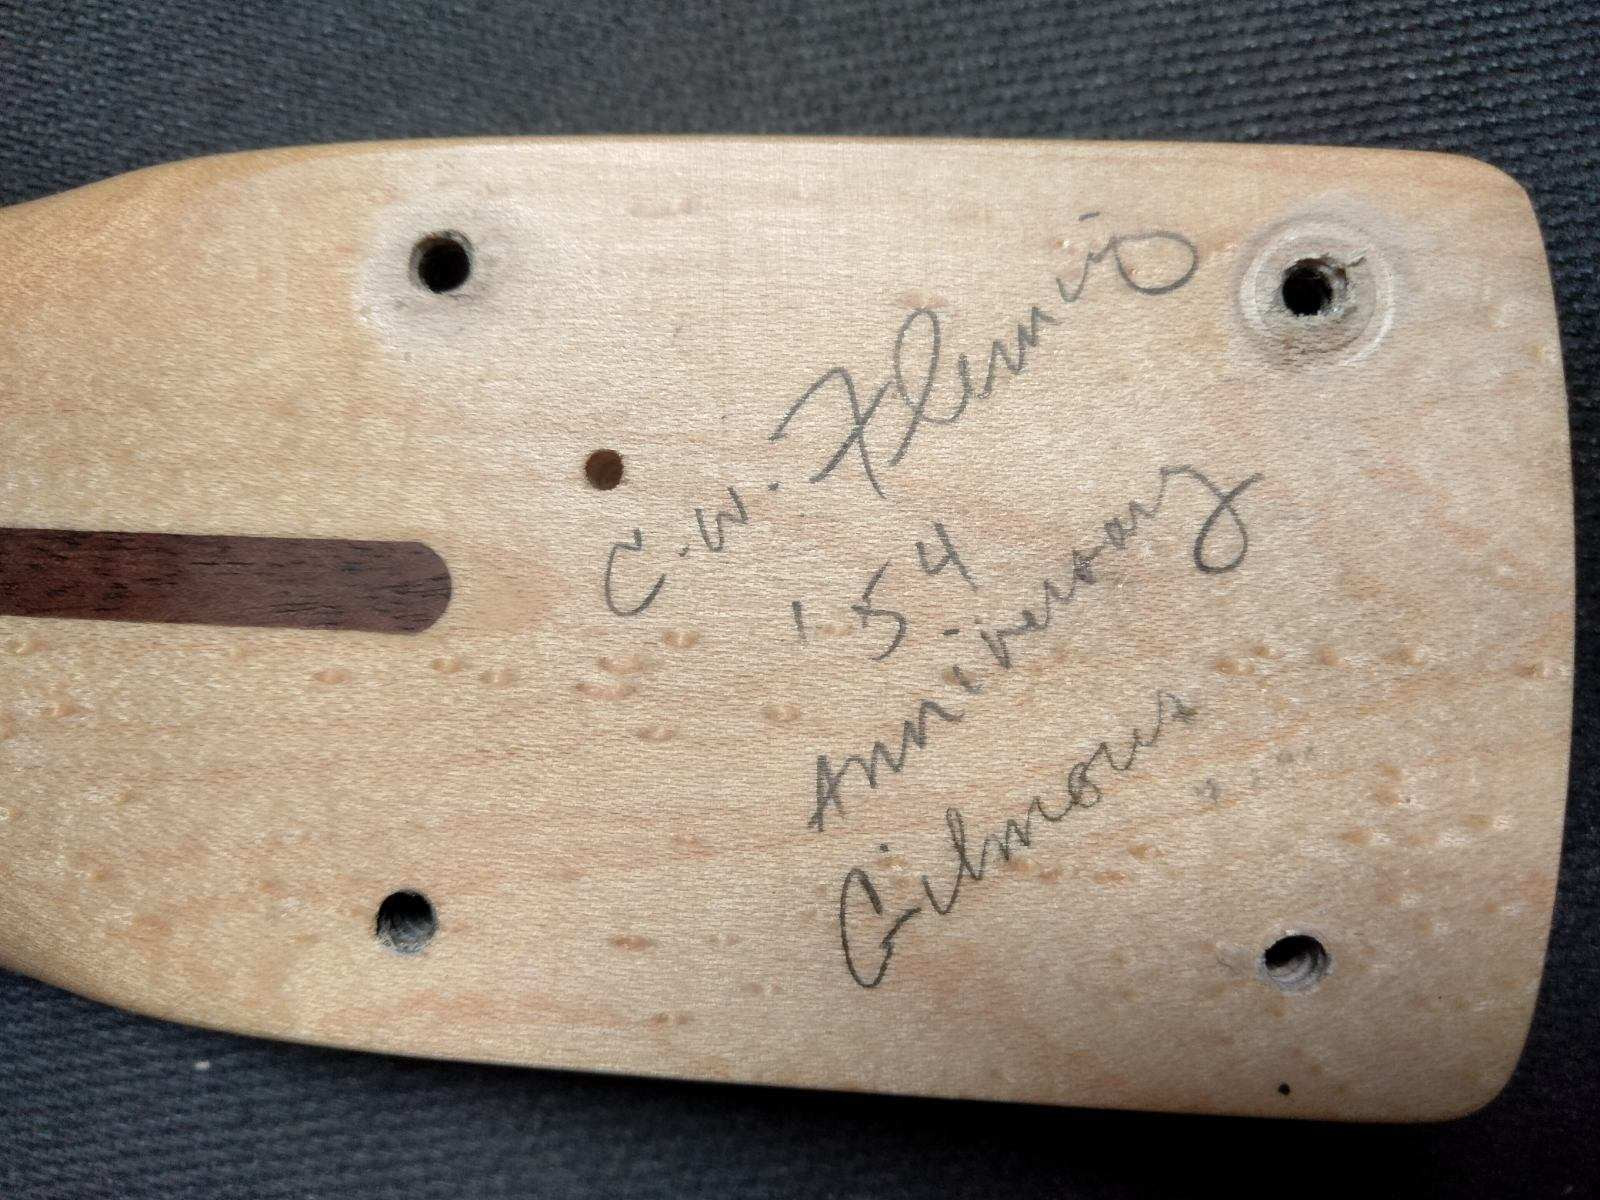 C.W. Fleming
'54
Anniversary
Gilmour